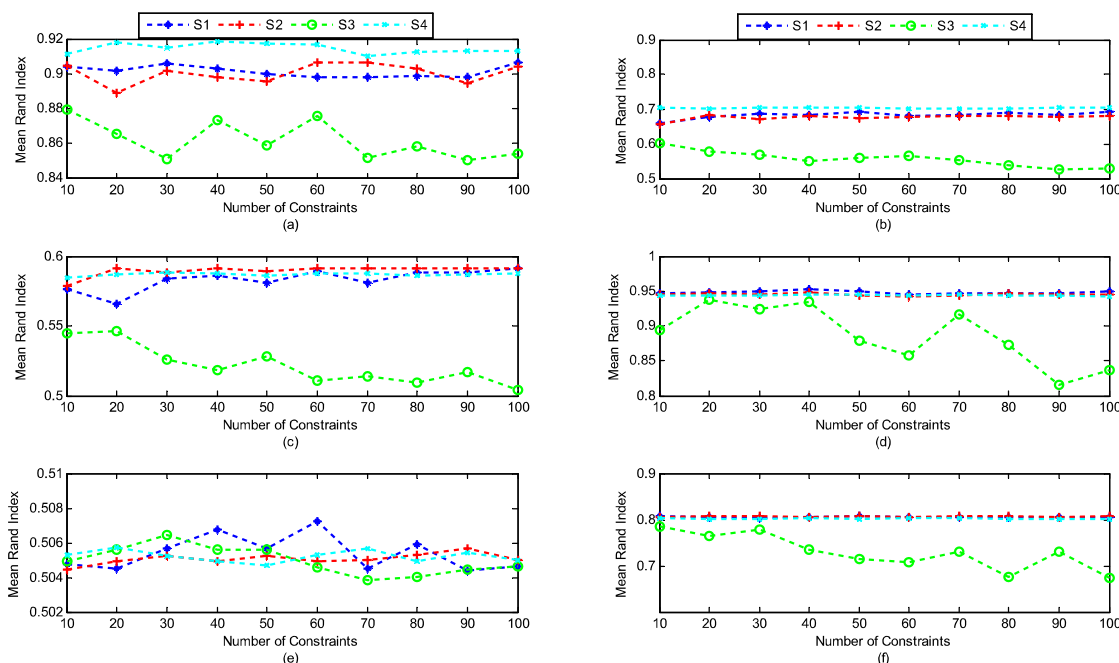 S1 S2 S3 S4
0.92
0.9
0.88
0.86
0.84
Mean Rand Index
10 20 30 40 50 60 70 80 90 100
Number of Constraints
(a)
S1 S2 S3 S4
0.9
0.8
0.7
0.6
0.5
Mean Rand Index
10 20 30 40 50 60 70 80 90 100
Number of Constraints
(b)
0.6
0.55
0.5
Mean Rand Index
10 20 30 40 50 60 70 80 90 100
Number of Constraints
(c)
1
0.95
0.9
0.85
0.8
Mean Rand Index
10 20 30 40 50 60 70 80 90 100
Number of Constraints
(d)
0.51
0.508
0.506
0.504
0.502
Mean Rand Index
10 20 30 40 50 60 70 80 90 100
Number of Constraints
(e)
0.9
0.8
0.7
Mean Rand Index
10 20 30 40 50 60 70 80 90 100
Number of Constraints
(f)